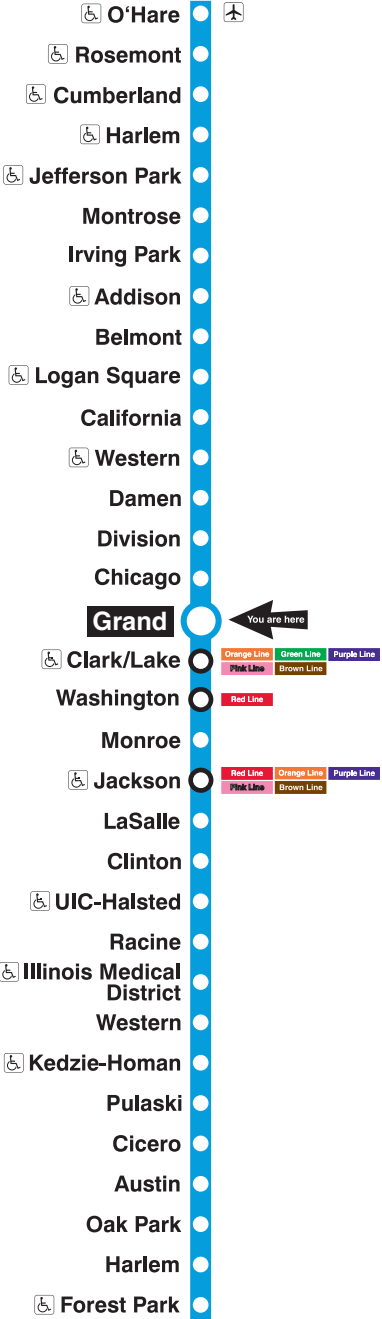 O'Hare
Rosemont
Cumberland
Harlem
Jefferson Park
Montrose
Irving Park
Addison
Belmont
Logan Square
California
Western
Damen
Division
Chicago
Grand You are here
Clark/Lake Orange Line Green Line Purple Line
Pink Line Brown Line
Washington Red Line
Monroe
Jackson Red Line Orange Line Purple Line
Pink Line Brown Line
LaSalle
Clinton
UIC-Halsted
Racine
Illinois Medical
District
Western
Kedzie-Homan
Pulaski
Cicero
Austin
Oak Park
Harlem
Forest Park